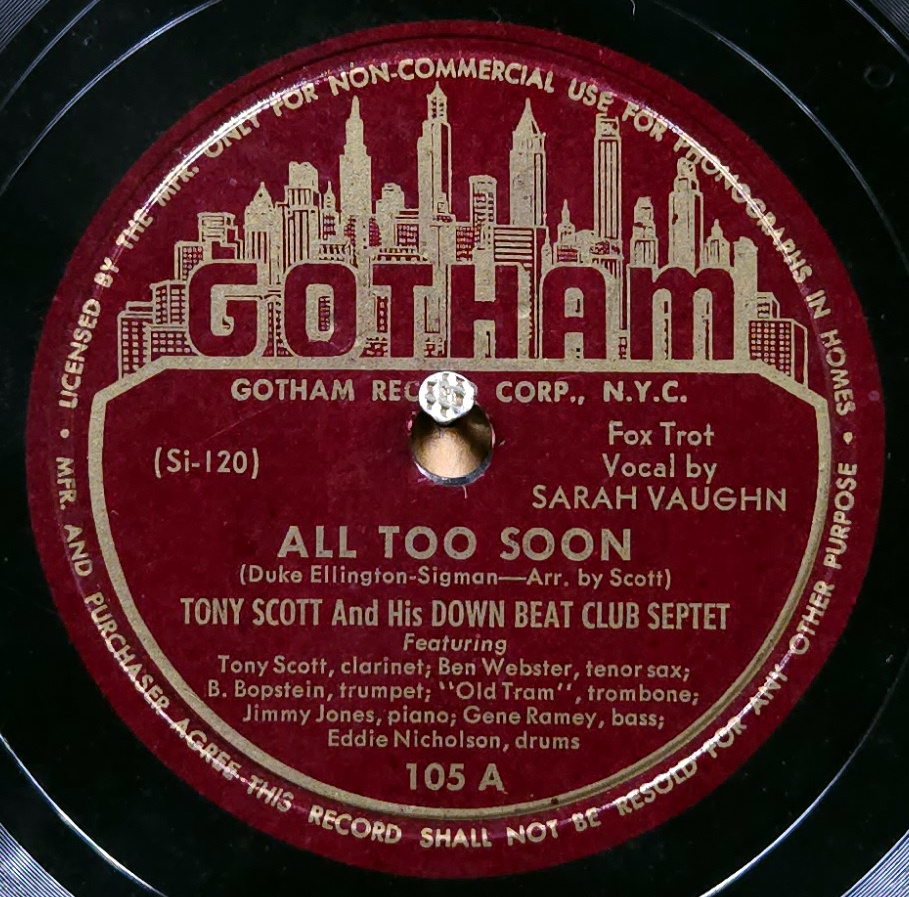 LICENSED BY THE MFR. ONLY FOR NON-COMMERCIAL USE FOR PHONOGRAPHS IN HOMES •
GOTHAM
GOTHAM CORP., N.Y.C.
(Si-120)
Fox Trot
Vocal by
SARAH VAUGHN
ALL TOO SOON
(Duke Ellington-Sigman—Arr. by Scott)
TONY SCOTT And His DOWN BEAT CLUB SEPTET
Featuring
Tony Scott, clarinet; Ben Webster, tenor sax;
B. Bopstein, trumpet; "Old Tram", trombone;
Jimmy Jones, piano; Gene Ramey, bass;
Eddie Nicholson, drums
105 A
• MFR. AND PURCHASER AGREE THIS RECORD SHALL NOT BE RESOLD FOR ANY OTHER PURPOSE